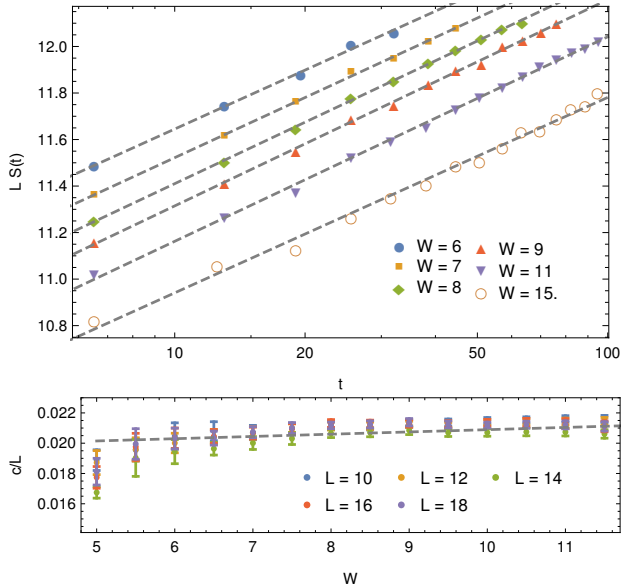 12.0
11.8
11.6
11.4
11.2
11.0
10.8
L S(t)
10 20 50 100
t
W = 6 W = 9
W = 7 W = 11
W = 8 W = 15.
0.022
0.020
0.018
0.016
c/L
L = 10 L = 12 L = 14
L = 16 L = 18
5 6 7 8 9 10 11
W